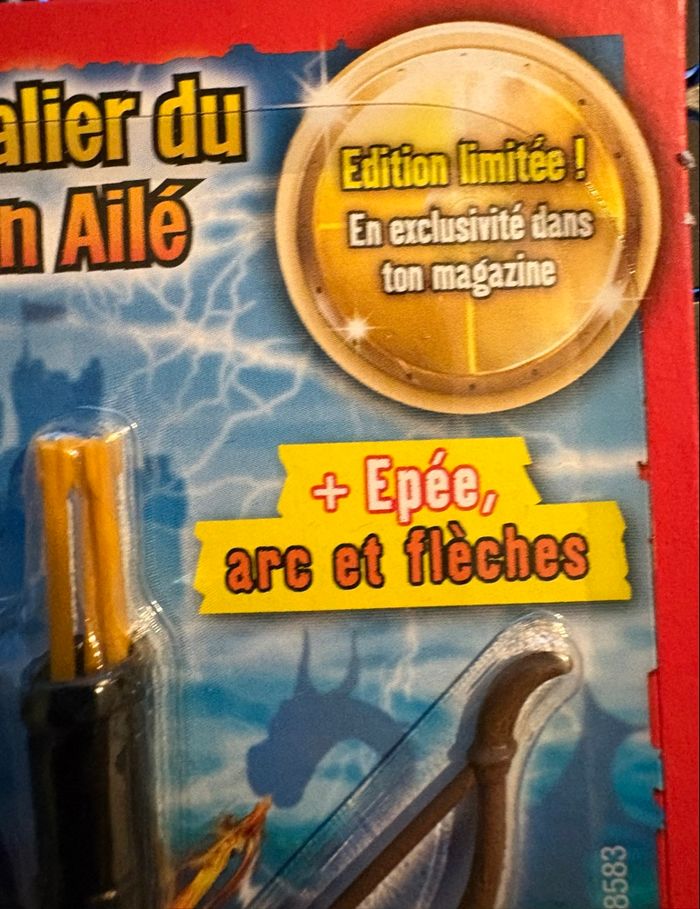 alier du
n Ailé
Edition limitée !
En exclusivité dans
ton magazine
+ Epée,
arc et flèches
8583